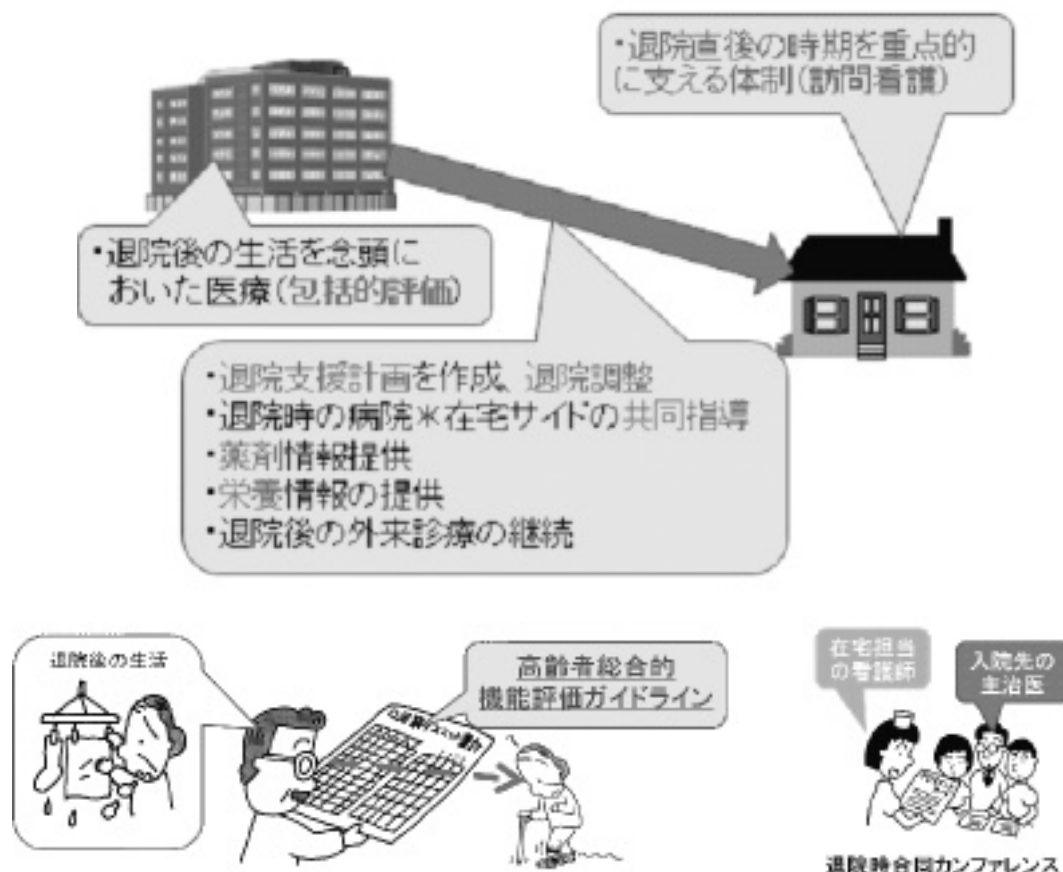 ・退院直後の時期を重点的
に支える体制(訪問看護)
・退院後の生活を念頭に
おいた医療(包括的評価)
・退院支援計画を作成、退院調整
・退院時の病院*在宅サイドの共同指導
・薬剤情報提供
・栄養情報の提供
・退院後の外来診療の継続
退院後の生活
高齢者総合的
機能評価ガイドライン
在宅担当
の看護師
入院先の
主治医
退院時合同カンファレンス